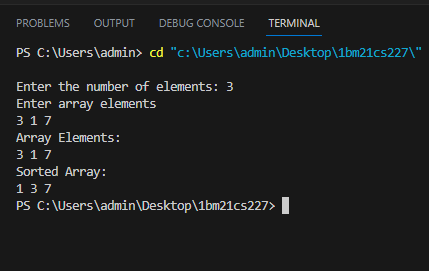 PROBLEMS OUTPUT DEBUG CONSOLE TERMINAL
PS C:\Users\admin> cd "c:\Users\admin\Desktop\1bm21cs227\"
Enter the number of elements: 3
Enter array elements
3 1 7
Array Elements:
3 1 7
Sorted Array:
1 3 7
PS C:\Users\admin\Desktop\1bm21cs227>